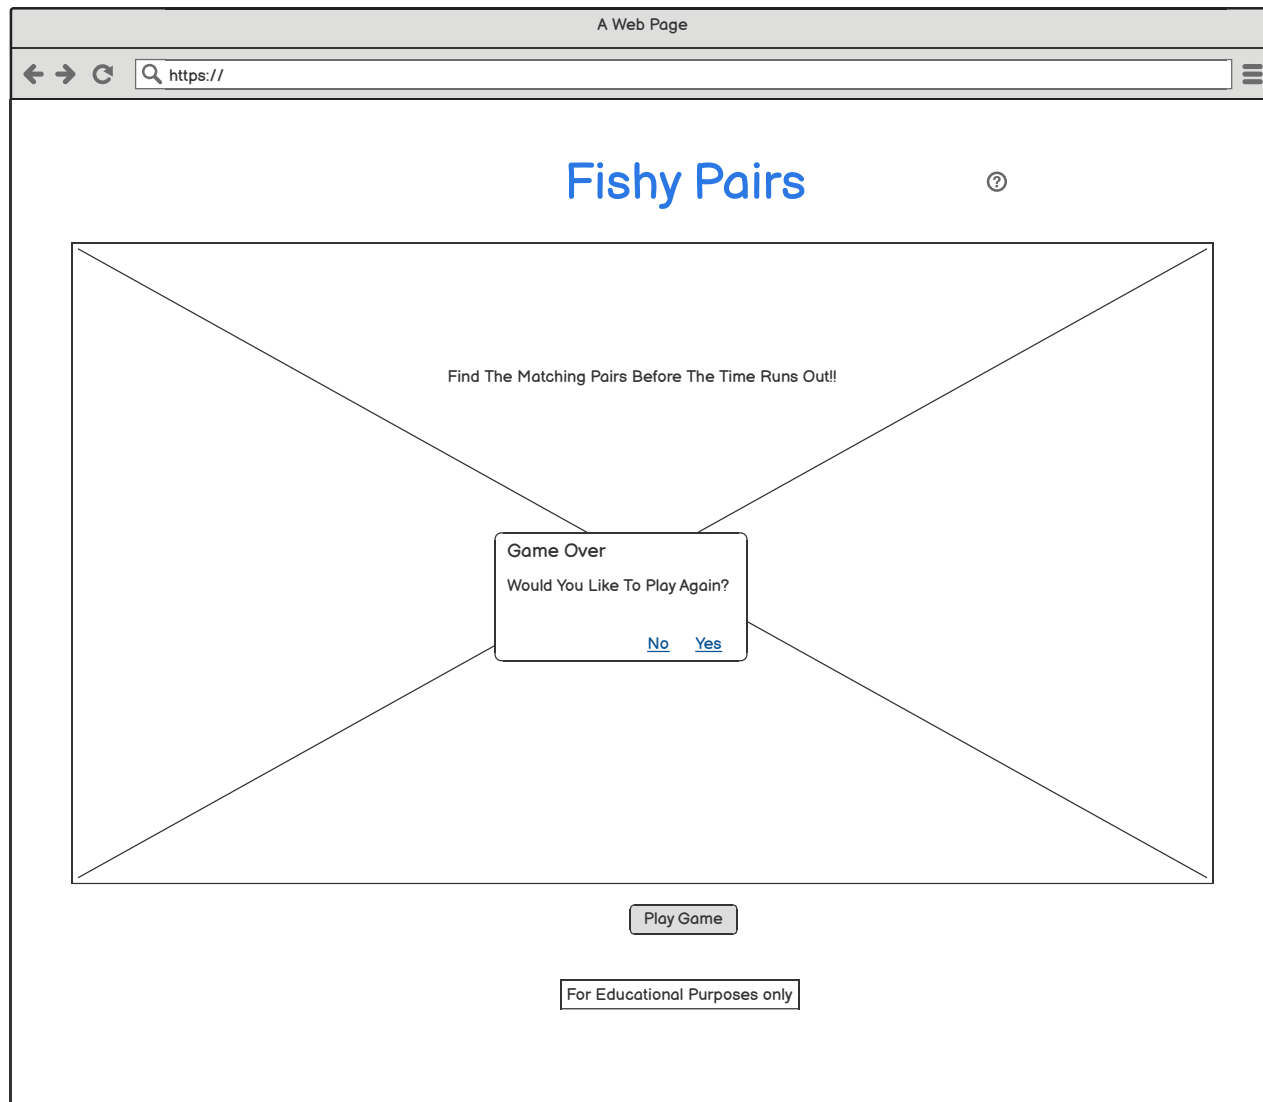 A Web Page
https://
Fishy Pairs
?
Find The Matching Pairs Before The Time Runs Out!!
Game Over
Would You Like To Play Again?
No Yes
Play Game
For Educational Purposes only